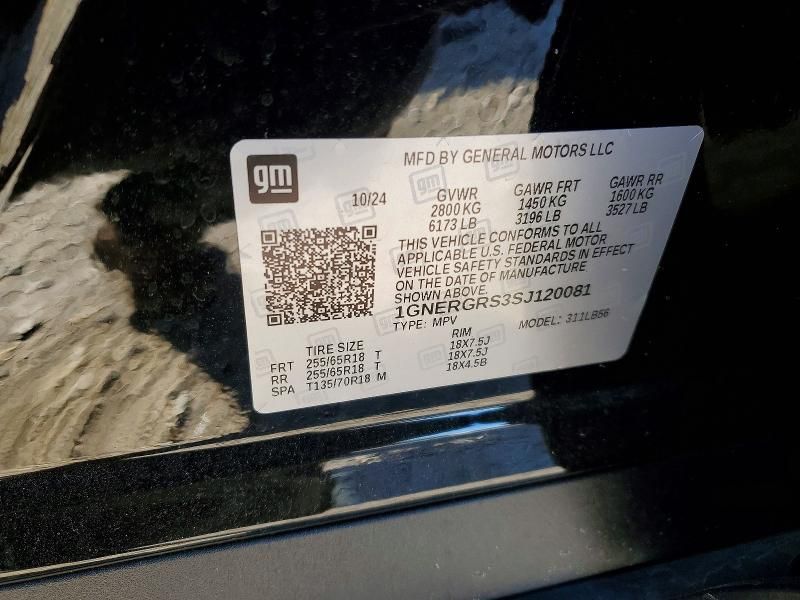 gm
MFD BY GENERAL MOTORS LLC
10/24
GVWR
2800 KG
6173 LB
GAWR FRT
1450 KG
3196 LB
GAWR RR
1600 KG
3527 LB
THIS VEHICLE CONFORMS TO ALL
APPLICABLE U.S. FEDERAL MOTOR
VEHICLE SAFETY STANDARDS IN EFFECT
ON THE DATE OF MANUFACTURE
SHOWN ABOVE.
1GNERGRS3SJ120081
TYPE: MPV MODEL: 311LB56
TIRE SIZE RIM
FRT 255/65R18 T 18X7.5J
RR 255/65R18 T 18X7.5J
SPA T135/70R18 M 18X4.5B